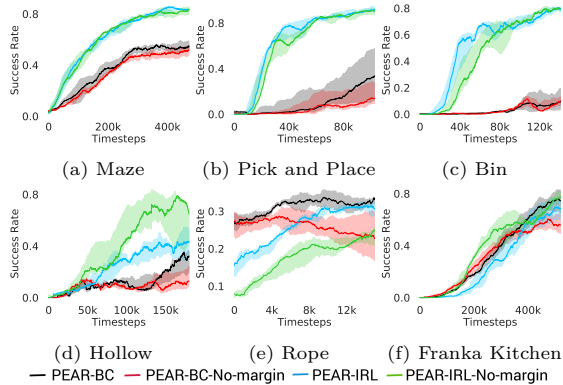 Success Rate
0.8
0.4
0.0
0 200k 400k
Timesteps
(a) Maze
Success Rate
0.8
0.4
0.0
0 40k 80k
Timesteps
(b) Pick and Place
Success Rate
0.8
0.4
0.0
0 40k 80k 120k
Timesteps
(c) Bin
Success Rate
0.8
0.4
0.0
0 50k 100k 150k
Timesteps
(d) Hollow
Success Rate
0.3
0.2
0.1
0 4k 8k 12k
Timesteps
(e) Rope
Success Rate
0.8
0.4
0.0
0 200k 400k
Timesteps
(f) Franka Kitchen
PEAR-BC PEAR-BC-No-margin PEAR-IRL PEAR-IRL-No-margin